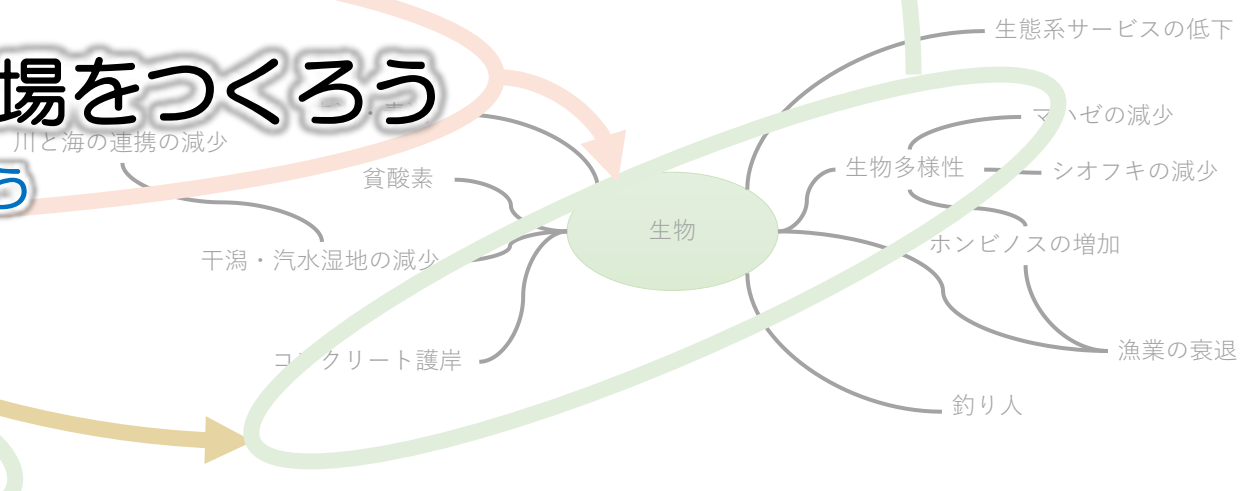 場をつくろう
う
川と海の連携の減少
貧酸素
干潟・汽水湿地の減少
コンクリート護岸
生物
生態系サービスの低下
マハゼの減少
生物多様性
シオフキの減少
ホンビノスの増加
漁業の衰退
釣り人